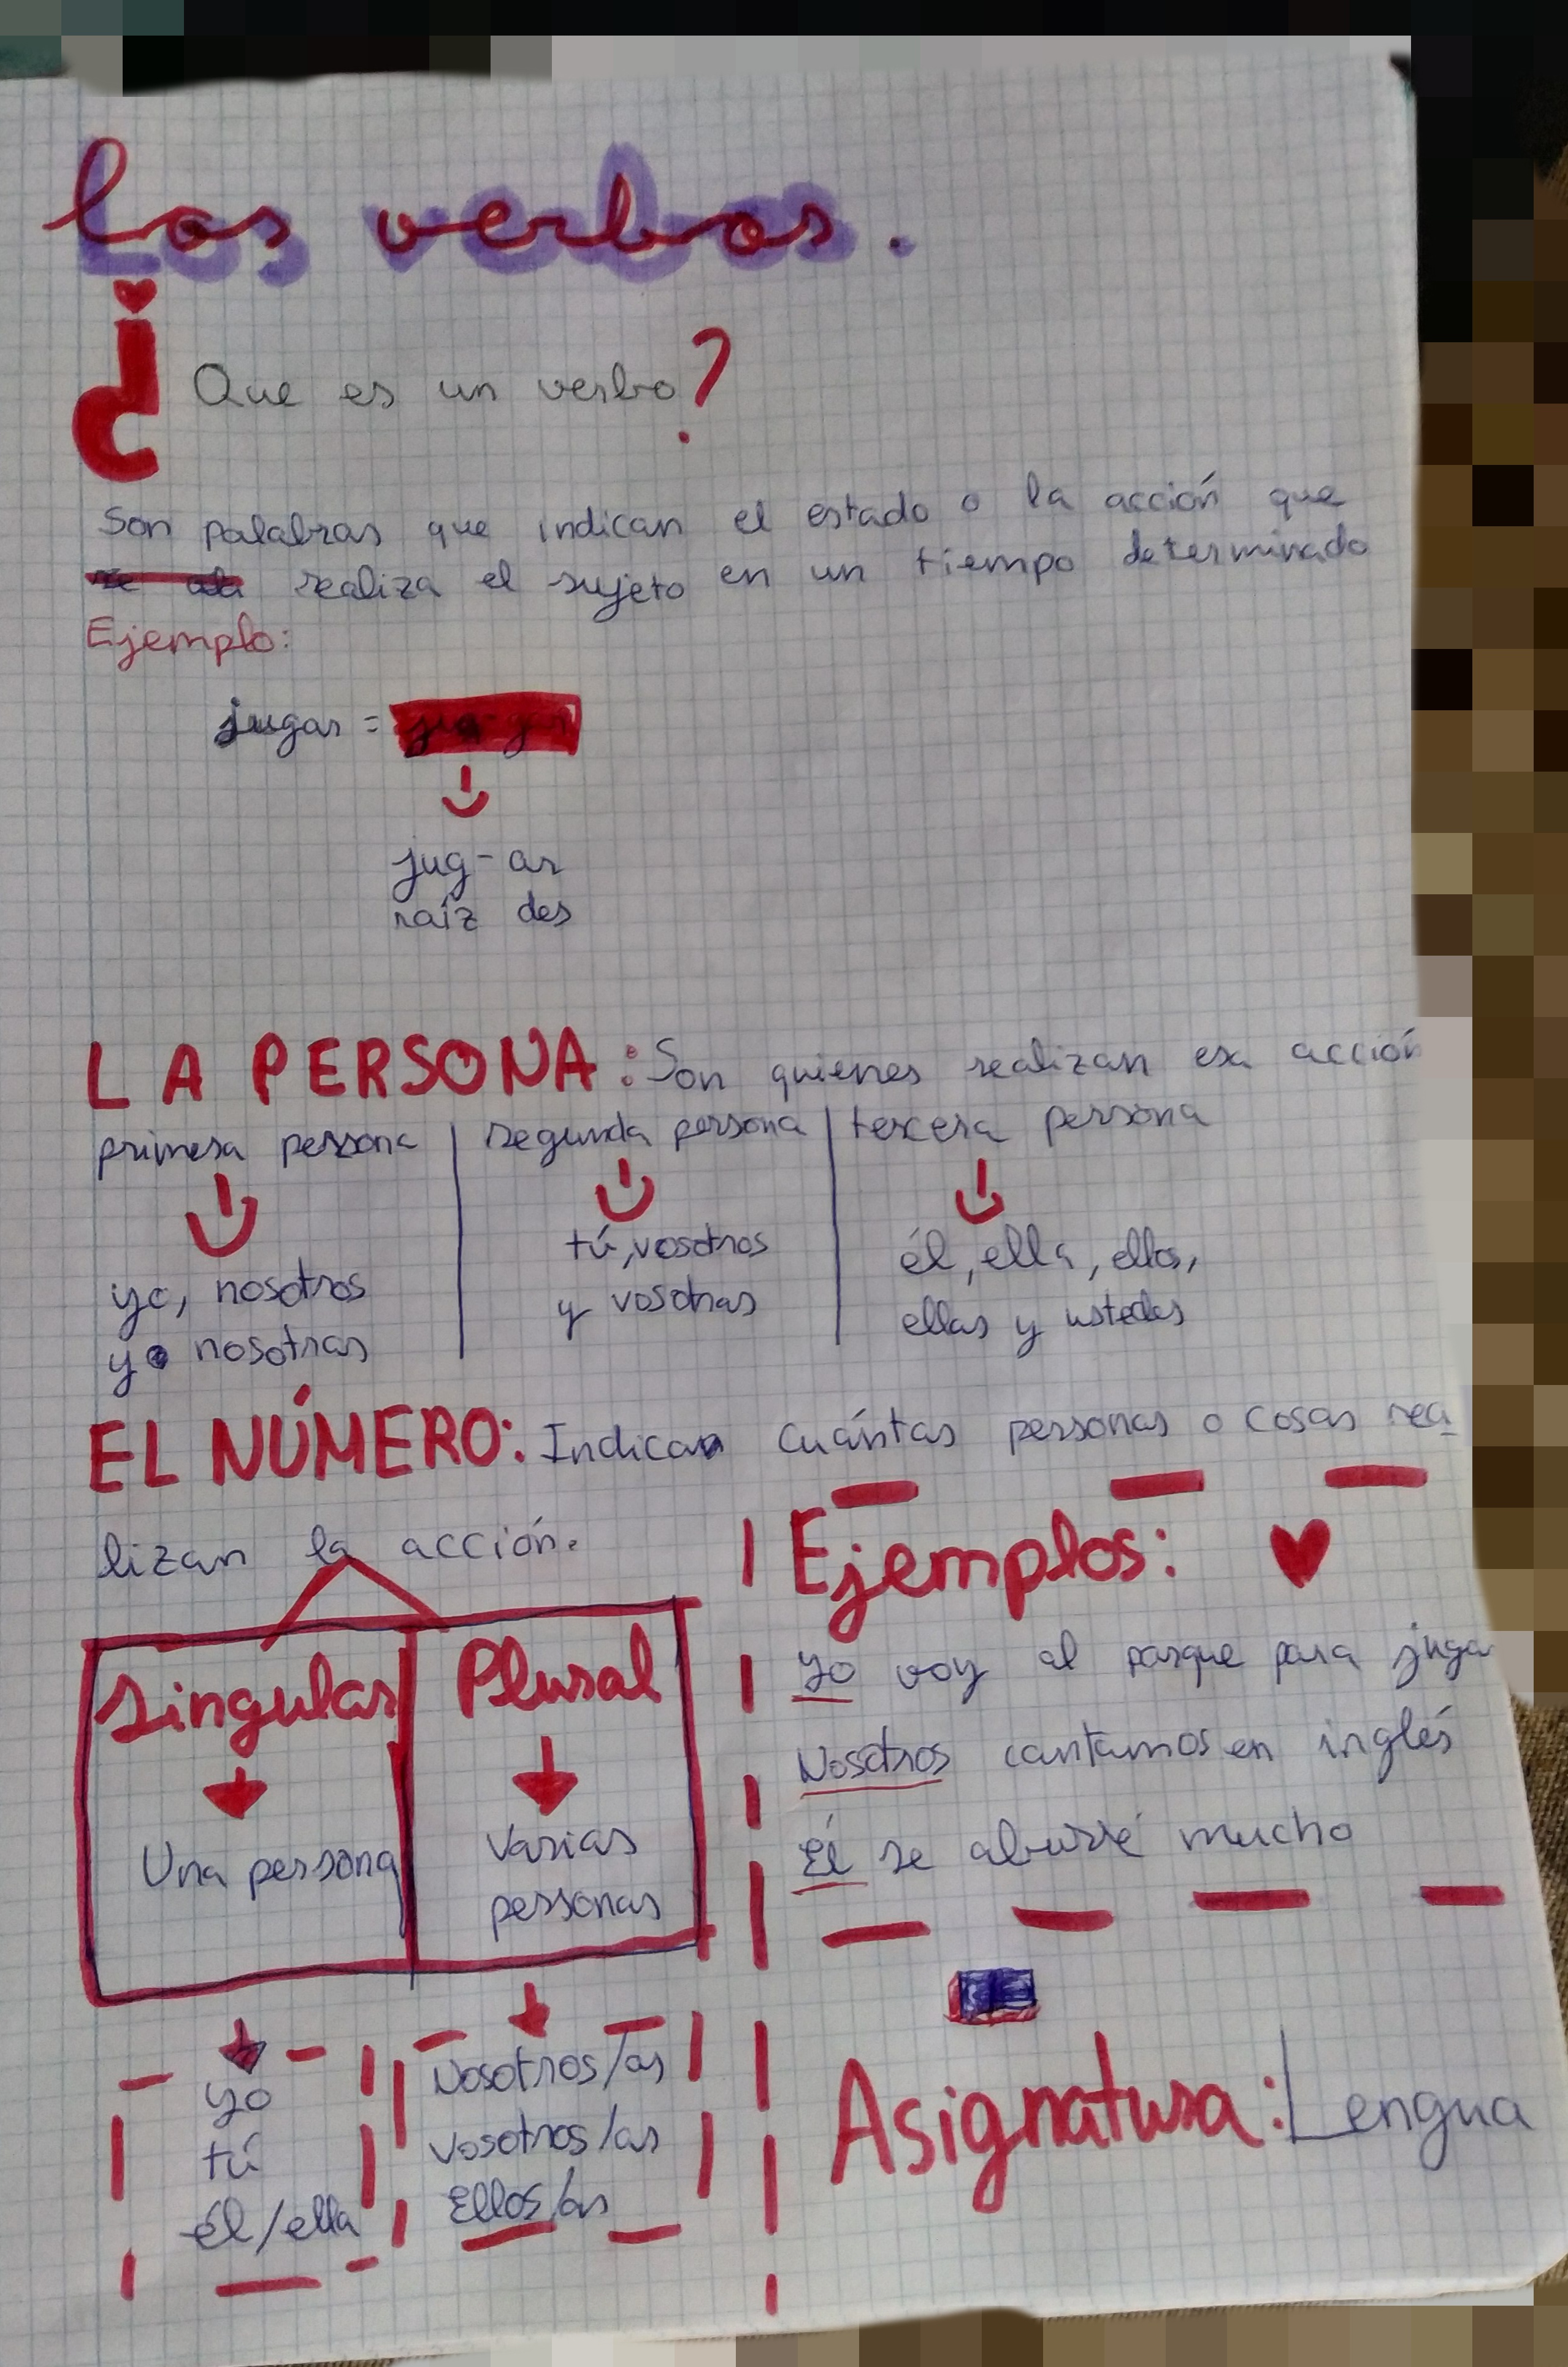 Los verbos.
¿Que es un verbo?
Son palabras que indican el estado o la acción que
realiza el sujeto en un tiempo determinado
Ejemplo:
jugar =
jug-ar
raíz des
LA PERSONA: Son quienes realizan esa acción
primera persona
yo, nosotros
y nosotras
segunda persona
tú, vosotros
y vosotras
tercera persona
él, ella, ellos,
ellas y ustedes
EL NÚMERO: Indican cuántas personas o cosas rea
lizan la acción.
Singular
Una persona
yo
tú
él/ella
Plural
Varias
personas
Nosotros/as
Vosotros/as
Ellos/as
Ejemplos:
Yo voy al parque para juga
Nosotros cantamos en inglés
Él se aburré mucho
Asignatura: Lengua